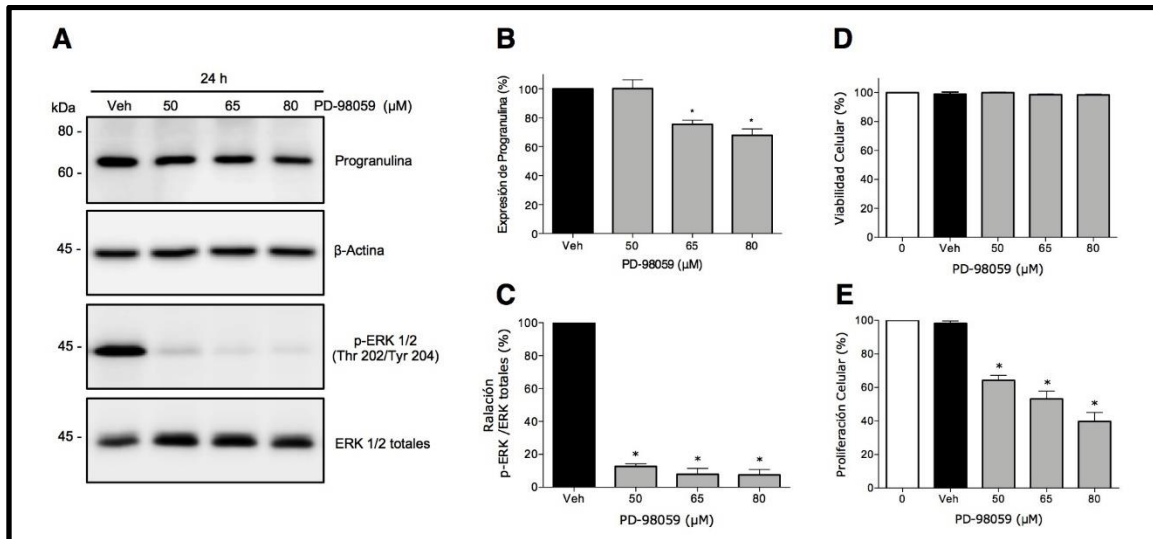 A
24 h
kDa Veh 50 65 80 PD-98059 (µM)
80 -
60 -
Progranulina
45 -
β-Actina
45 -
p-ERK 1/2
(Thr 202/Tyr 204)
45 -
ERK 1/2 totales
B
Expresión de Progranulina (%)
100
80
60
40
20
0
* *
Veh 50 65 80
PD-98059 (µM)
C
Ralación
p-ERK /ERK totales (%)
100
80
60
40
20
0
* * *
Veh 50 65 80
PD-98059 (µM)
D
Viabilidad Celular (%)
100
80
60
40
20
0
0 Veh 50 65 80
PD-98059 (µM)
E
Proliferación Celular (%)
100
80
60
40
20
0
* * *
0 Veh 50 65 80
PD-98059 (µM)